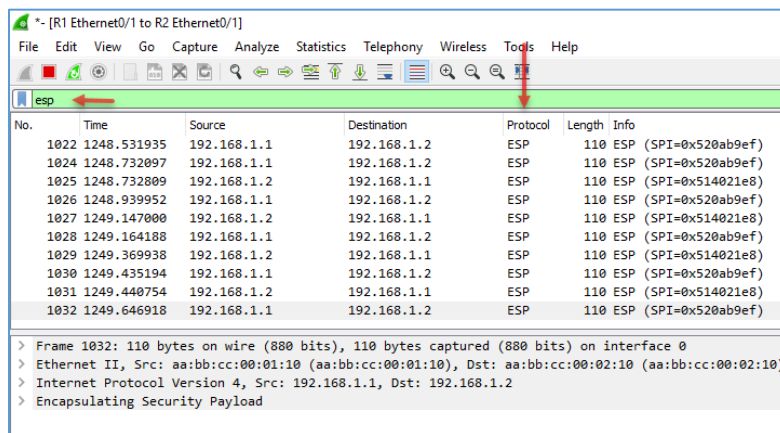 *- [R1 Ethernet0/1 to R2 Ethernet0/1]
File Edit View Go Capture Analyze Statistics Telephony Wireless Tools Help
esp
No. Time Source Destination Protocol Length Info
1022 1248.531935 192.168.1.1 192.168.1.2 ESP 110 ESP (SPI=0x520ab9ef)
1024 1248.732097 192.168.1.1 192.168.1.2 ESP 110 ESP (SPI=0x520ab9ef)
1025 1248.732809 192.168.1.2 192.168.1.1 ESP 110 ESP (SPI=0x514021e8)
1026 1248.939952 192.168.1.1 192.168.1.2 ESP 110 ESP (SPI=0x520ab9ef)
1027 1249.147000 192.168.1.2 192.168.1.1 ESP 110 ESP (SPI=0x514021e8)
1028 1249.164188 192.168.1.1 192.168.1.2 ESP 110 ESP (SPI=0x520ab9ef)
1029 1249.369938 192.168.1.2 192.168.1.1 ESP 110 ESP (SPI=0x514021e8)
1030 1249.435194 192.168.1.1 192.168.1.2 ESP 110 ESP (SPI=0x520ab9ef)
1031 1249.440754 192.168.1.2 192.168.1.1 ESP 110 ESP (SPI=0x514021e8)
1032 1249.646918 192.168.1.1 192.168.1.2 ESP 110 ESP (SPI=0x520ab9ef)
> Frame 1032: 110 bytes on wire (880 bits), 110 bytes captured (880 bits) on interface 0
> Ethernet II, Src: aa:bb:cc:00:01:10 (aa:bb:cc:00:01:10), Dst: aa:bb:cc:00:02:10 (aa:bb:cc:00:02:10)
> Internet Protocol Version 4, Src: 192.168.1.1, Dst: 192.168.1.2
> Encapsulating Security Payload